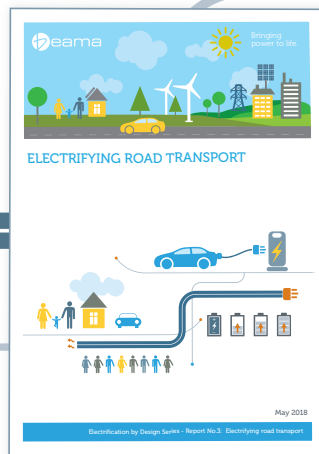 beama
Bringing
power to life.
ELECTRIFYING ROAD TRANSPORT
May 2018
Electrification by Design Series - Report No.3: Electrifying road transport